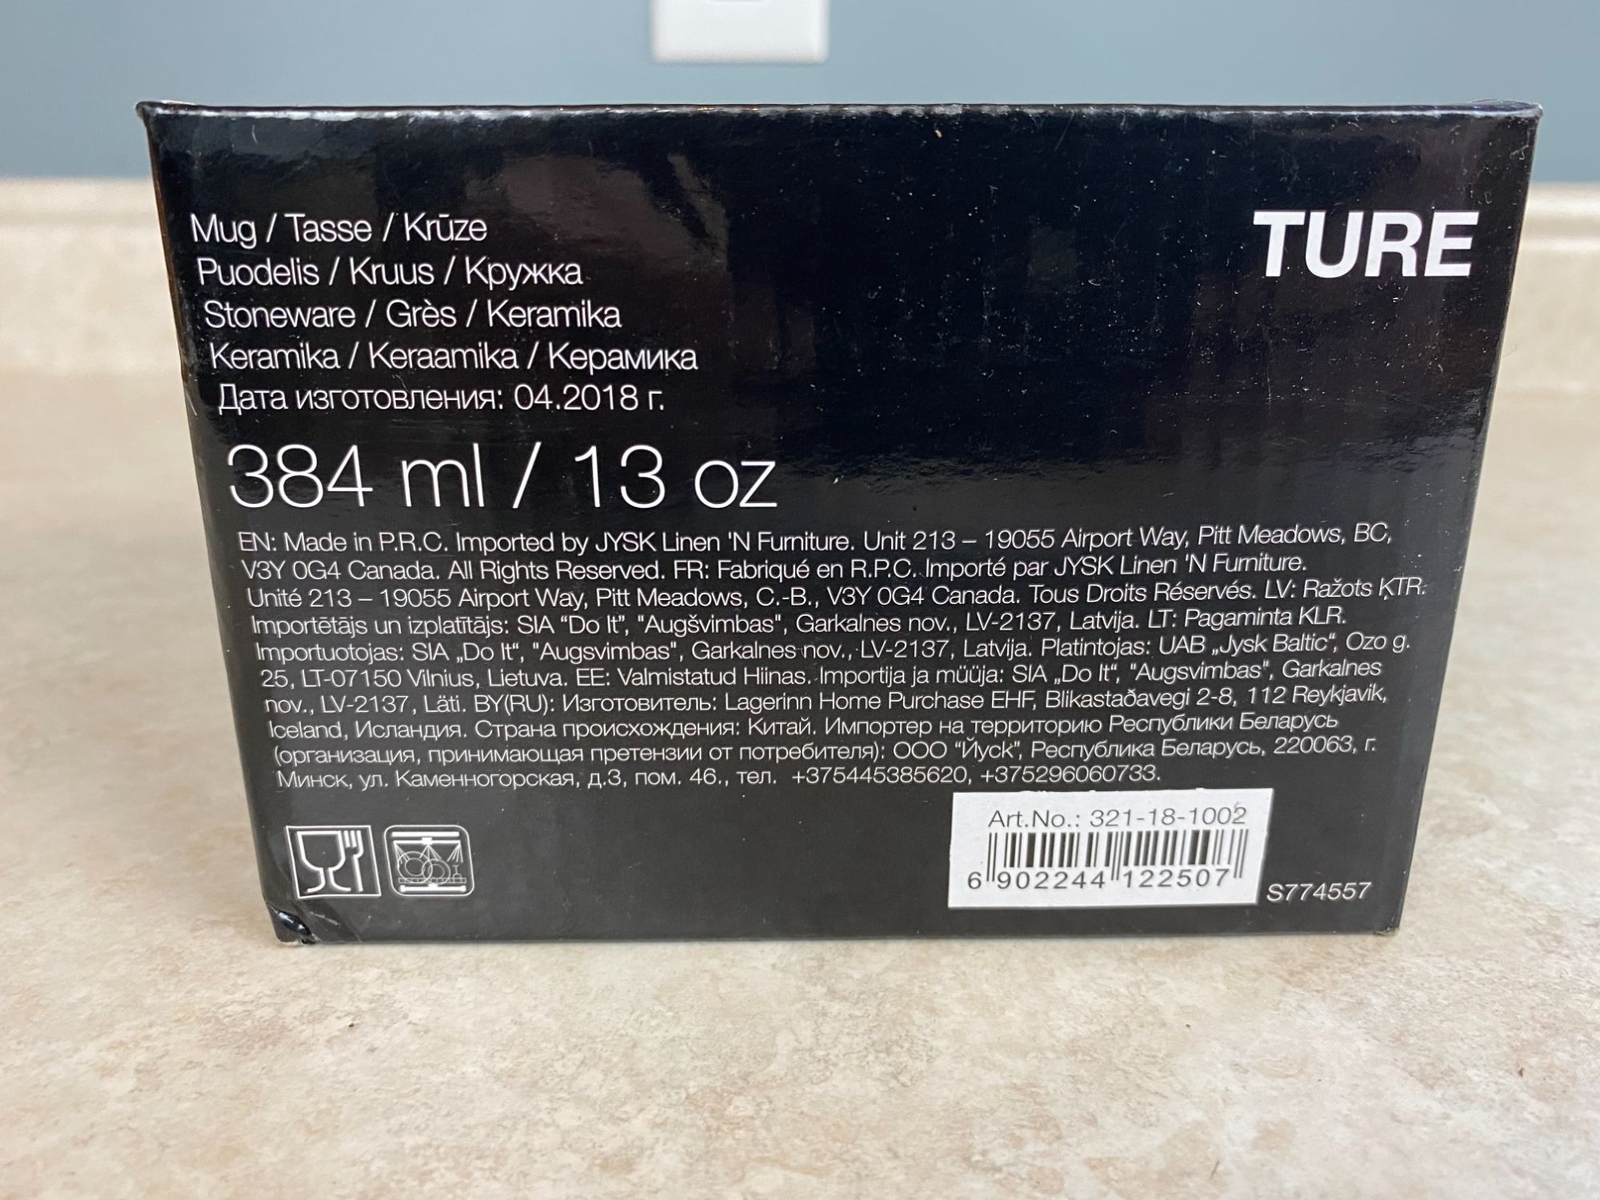 Mug / Tasse / Krūze
Puodelis / Kruus / Кружка
Stoneware / Grès / Keramika
Keramika / Keraamika / Керамика
Дата изготовления: 04.2018 г.
TURE
384 ml / 13 oz
EN: Made in P.R.C. Imported by JYSK Linen 'N Furniture. Unit 213 – 19055 Airport Way, Pitt Meadows, BC,
V3Y 0G4 Canada. All Rights Reserved. FR: Fabriqué en R.P.C. Importé par JYSK Linen 'N Furniture.
Unité 213 – 19055 Airport Way, Pitt Meadows, C.-B., V3Y 0G4 Canada. Tous Droits Réservés. LV: Ražots ĶTR.
Importētājs un izplatītājs: SIA “Do It”, "Augšvimbas", Garkalnes nov., LV-2137, Latvija. LT: Pagaminta KLR.
Importuotojas: SIA „Do It“, "Augsvimbas", Garkalnes nov., LV-2137, Latvija. Platintojas: UAB „Jysk Baltic“, Ozo g.
25, LT-07150 Vilnius, Lietuva. EE: Valmistatud Hiinas. Importija ja müüja: SIA „Do It“, "Augsvimbas", Garkalnes
nov., LV-2137, Läti. BY(RU): Изготовитель: Lagerinn Home Purchase EHF, Blikastaðavegi 2-8, 112 Reykjavik,
Iceland, Исландия. Страна происхождения: Китай. Импортер на территорию Республики Беларусь
(организация, принимающая претензии от потребителя): ООО “Йуск”, Республика Беларусь, 220063, г.
Минск, ул. Каменногорская, д.3, пом. 46., тел. +375445385620, +375296060733.
Art.No.: 321-18-1002
6 902244 122507
S774557